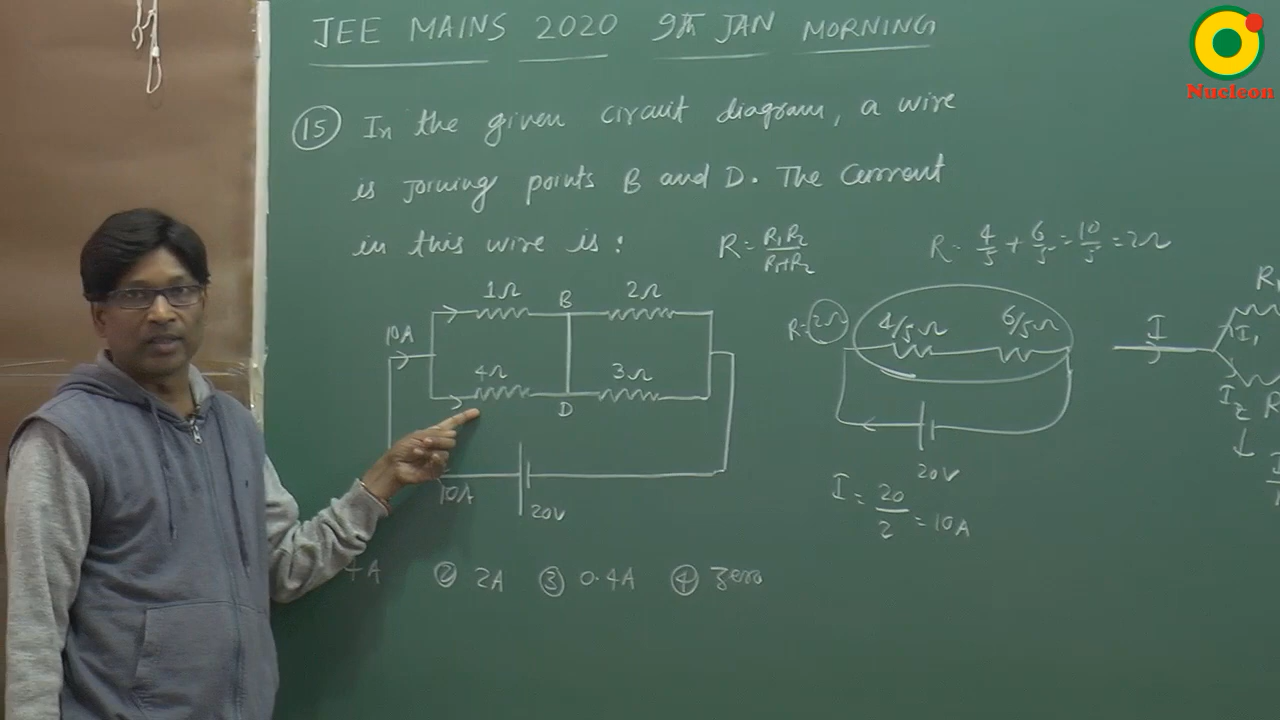 JEE MAINS 2020 9th JAN MORNING
15 In the given circuit diagram, a wire
is joining points B and D. The Current
in this wire is:
R = R1R2/R1+R2
R = 4/5 + 6/5 = 10/5 = 2Ω
1Ω B 2Ω
10A
4Ω D 3Ω
10A
20V
R = 2Ω
4/5Ω 6/5Ω
20V
I = 20/2 = 10A
I
I1
I2
R
4A ② 2A ③ 0.4A ④ Zero
Nucleon